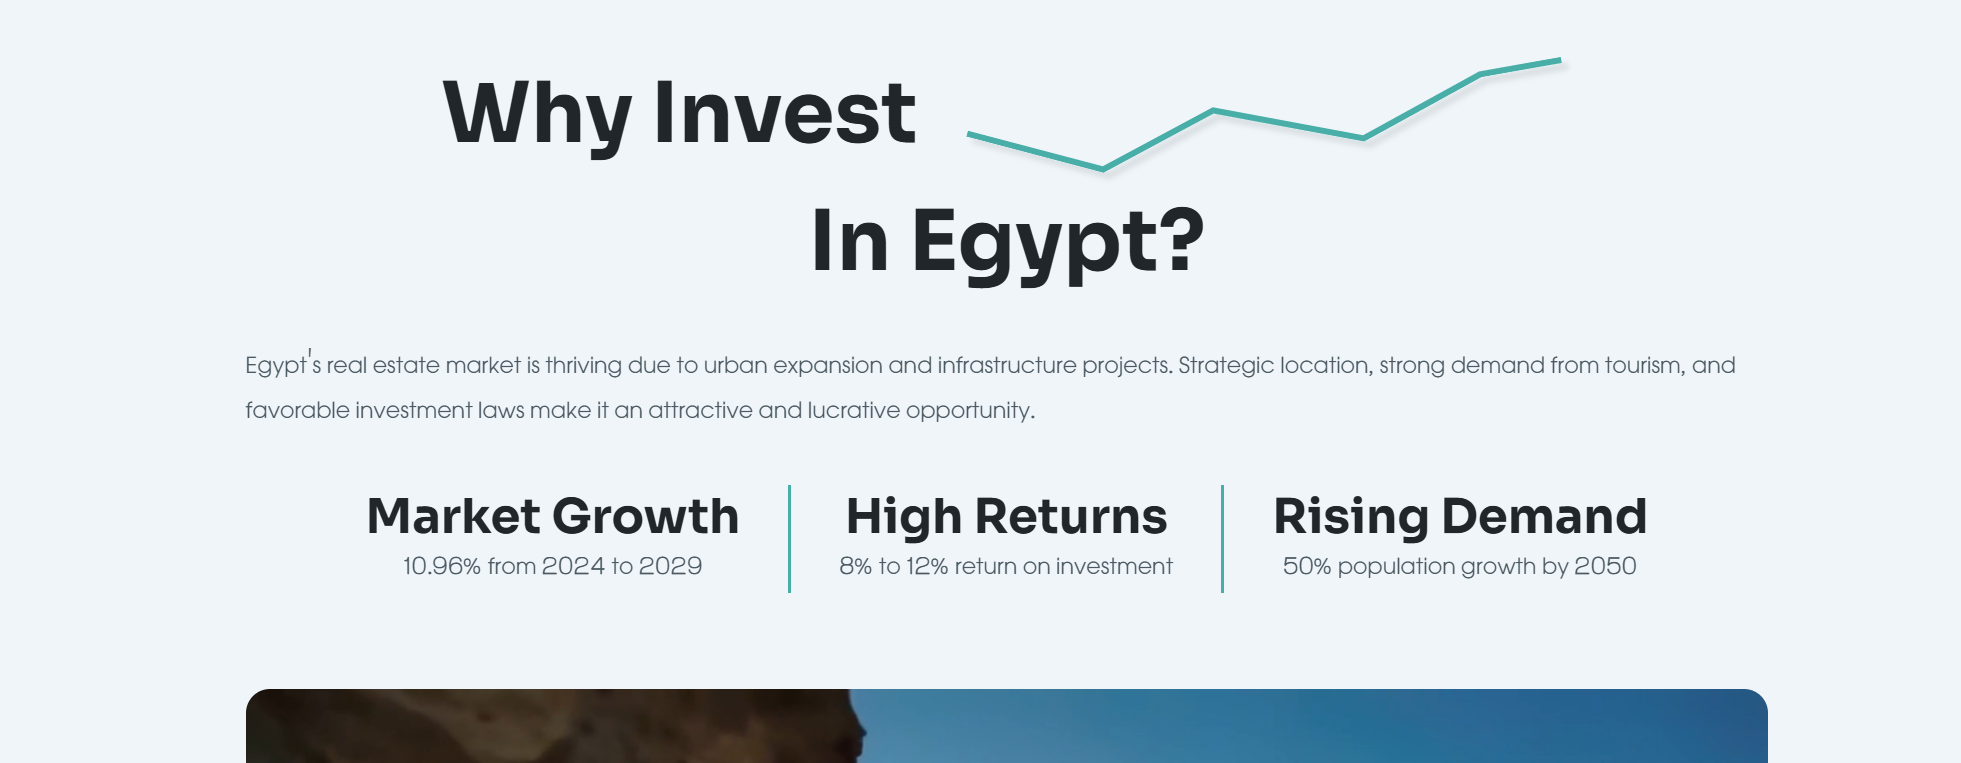 Why Invest
In Egypt?
Egypt's real estate market is thriving due to urban expansion and infrastructure projects. Strategic location, strong demand from tourism, and
favorable investment laws make it an attractive and lucrative opportunity.
Market Growth
10.96% from 2024 to 2029
High Returns
8% to 12% return on investment
Rising Demand
50% population growth by 2050